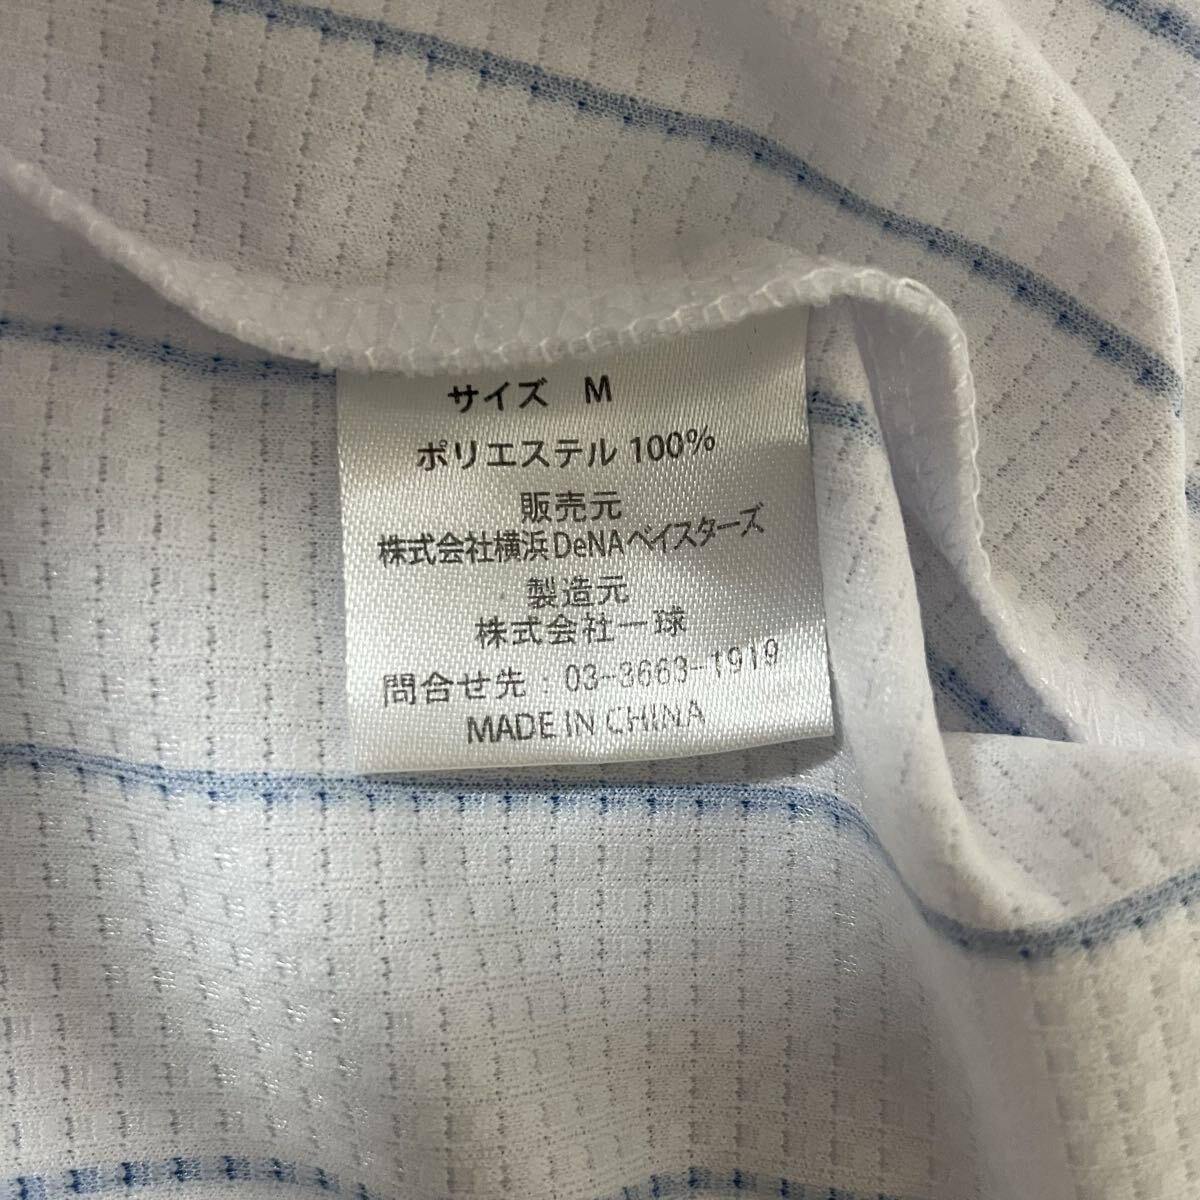 サイズ M
ポリエステル 100%
販売元
株式会社横浜DeNAベイスターズ
製造元
株式会社一球
問合せ先：03-3663-1919
MADE IN CHINA